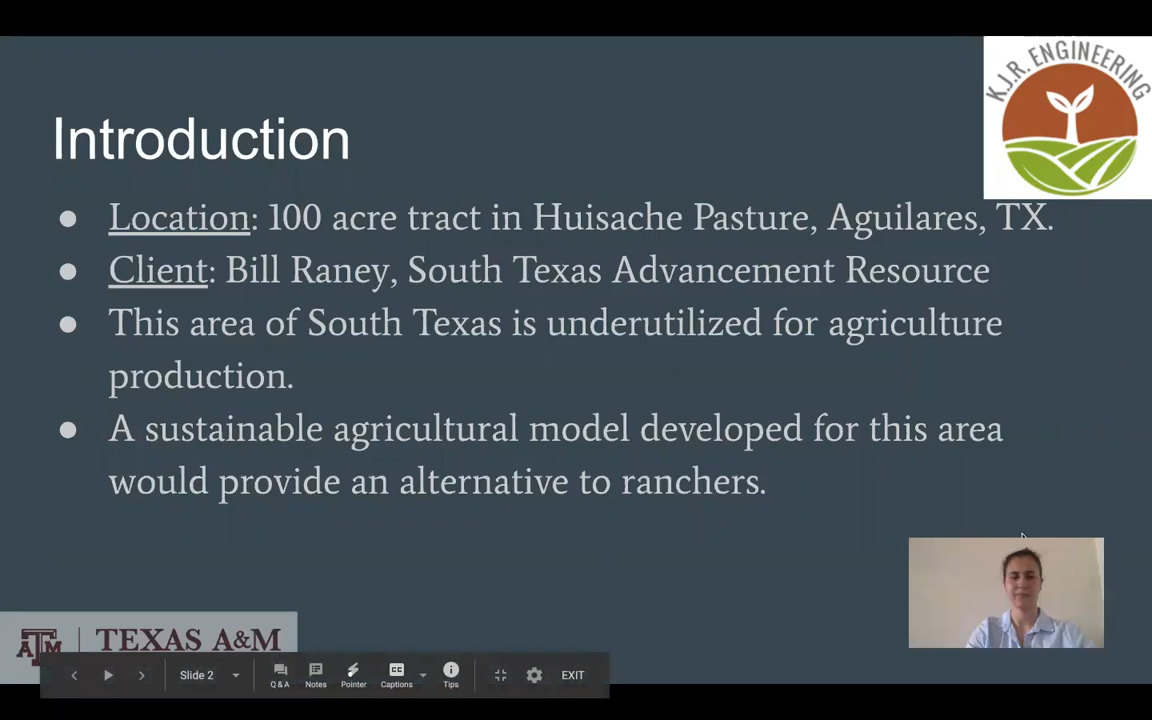 K.J.R. ENGINEERING
Introduction
● Location: 100 acre tract in Huisache Pasture, Aguilares, TX.
● Client: Bill Raney, South Texas Advancement Resource
● This area of South Texas is underutilized for agriculture
production.
● A sustainable agricultural model developed for this area
would provide an alternative to ranchers.
ATM | TEXAS A&M
Slide 2
Q & A Notes Pointer Captions Tips EXIT